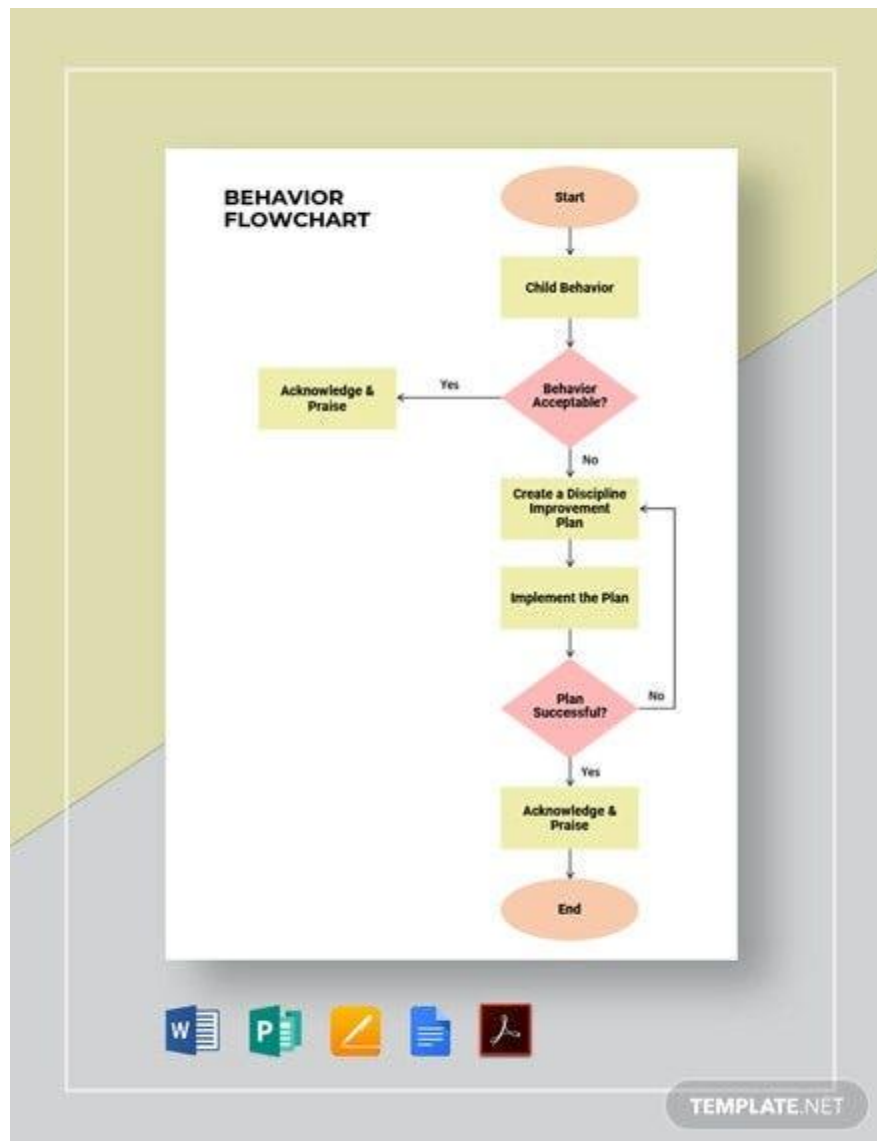 BEHAVIOR
FLOWCHART
Start
Child Behavior
Behavior
Acceptable?
Yes
Acknowledge &
Praise
No
Create a Discipline
Improvement
Plan
Implement the Plan
Plan
Successful?
No
Yes
Acknowledge &
Praise
End
W
P
TEMPLATE.NET